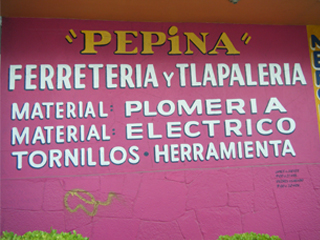 "PEPiNA"
FERRETERIA Y TLAPALERIA
MATERIAL: PLOMERIA
MATERIAL: ELECTRICO
TORNILLOS · HERRAMIENTA